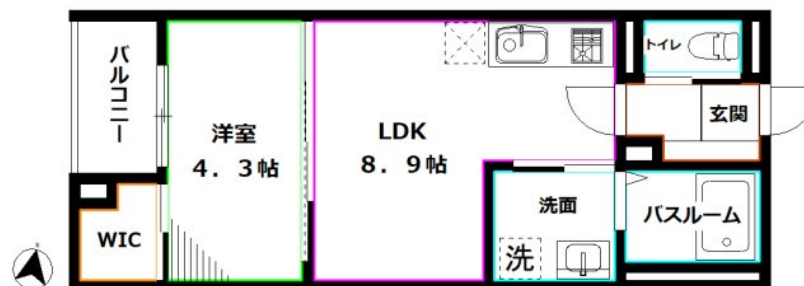 バルコニー
洋室
4．3帖
LDK
8．9帖
トイレ
玄関
WIC
洗面
洗
バスルーム